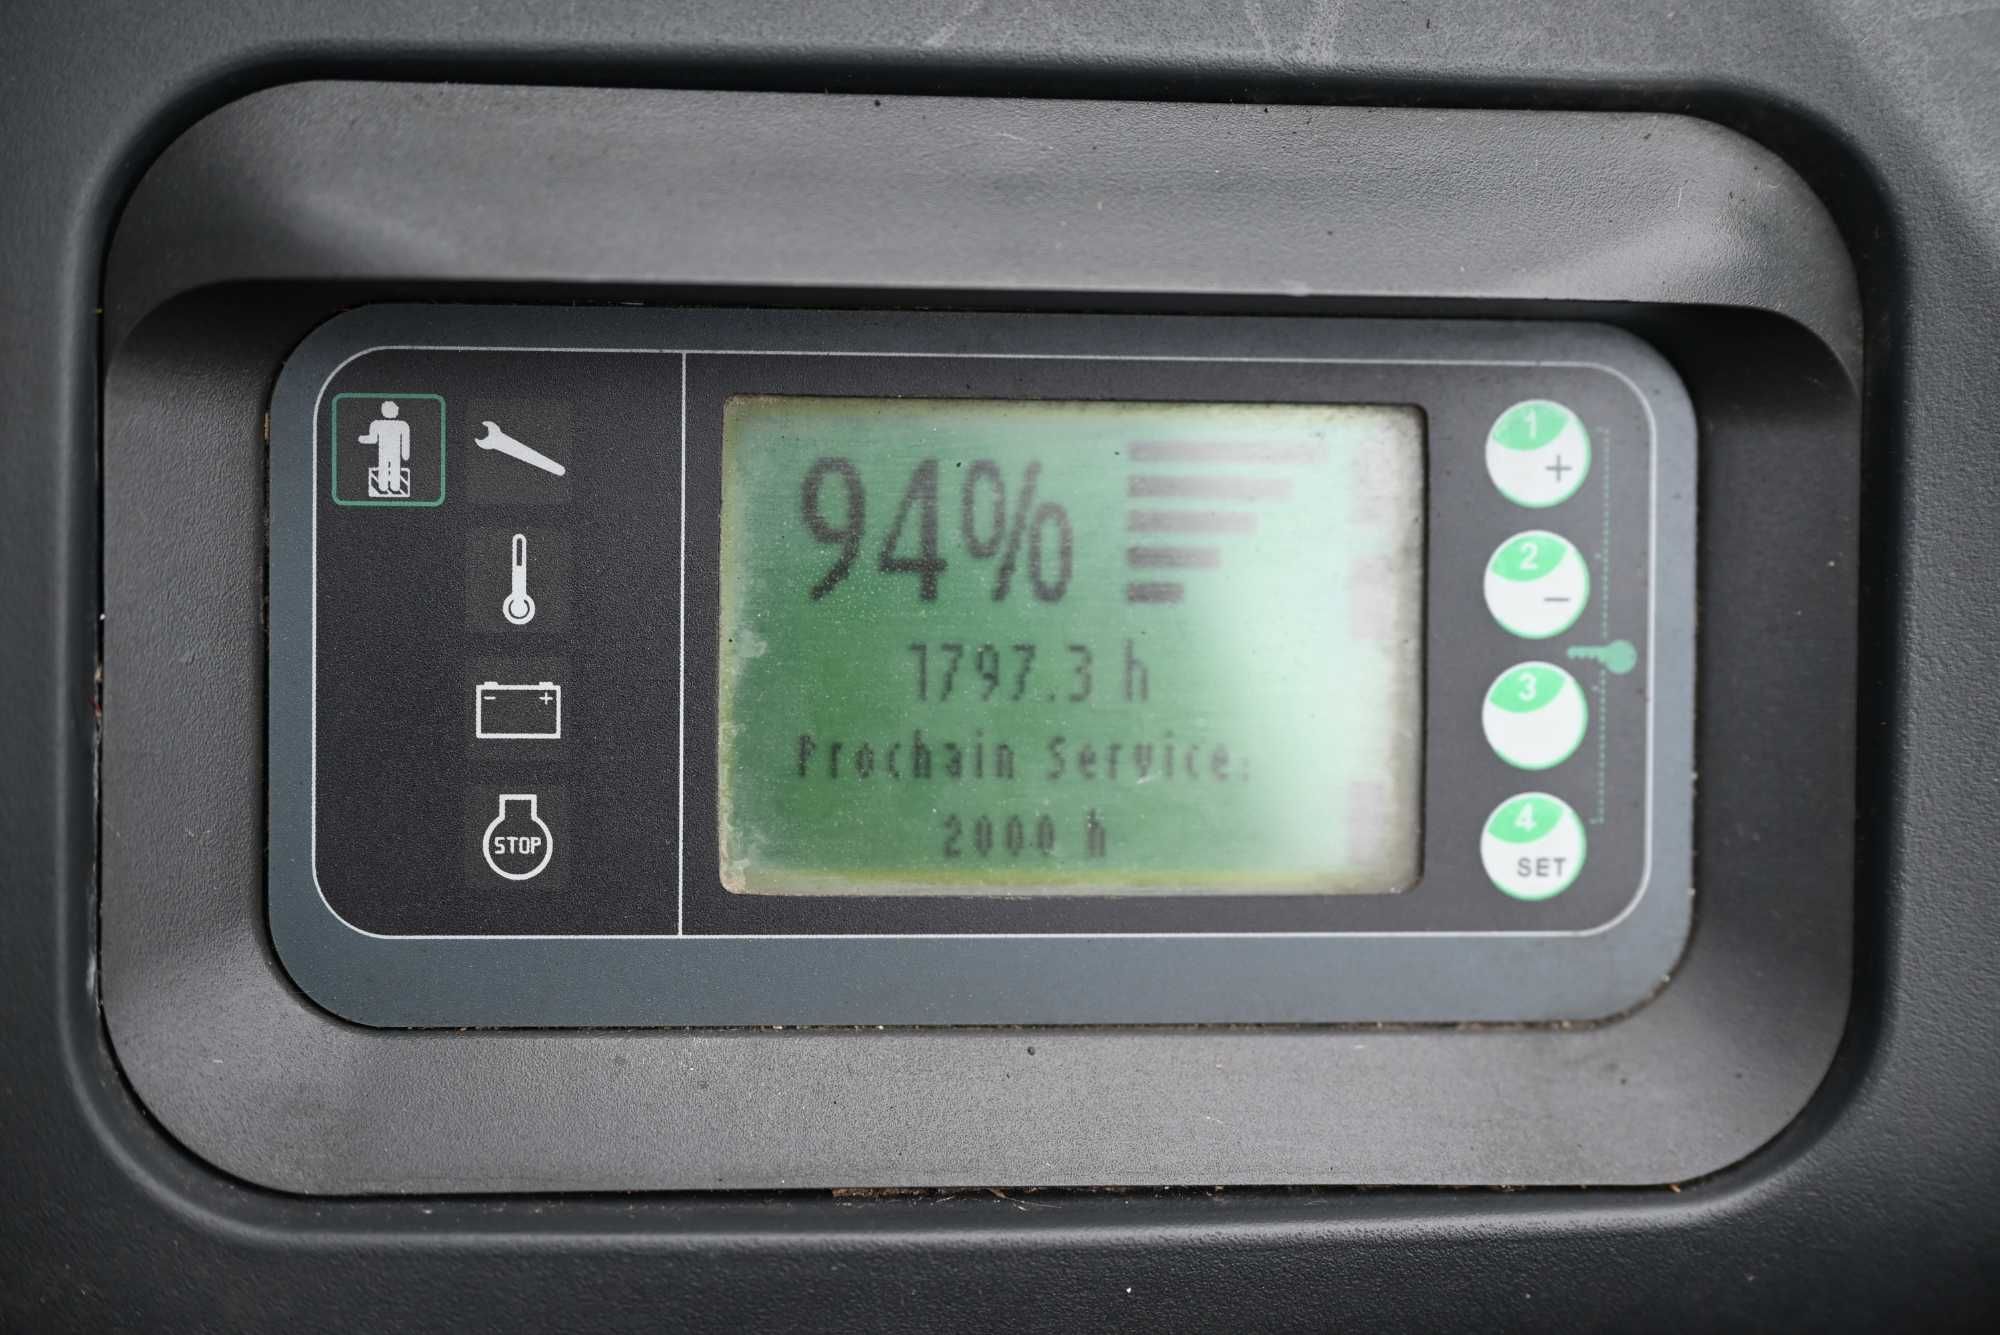 94%
1797.3 h
Prochain Service:
2000 h
- +
STOP
1
+
2
−
3
4
SET